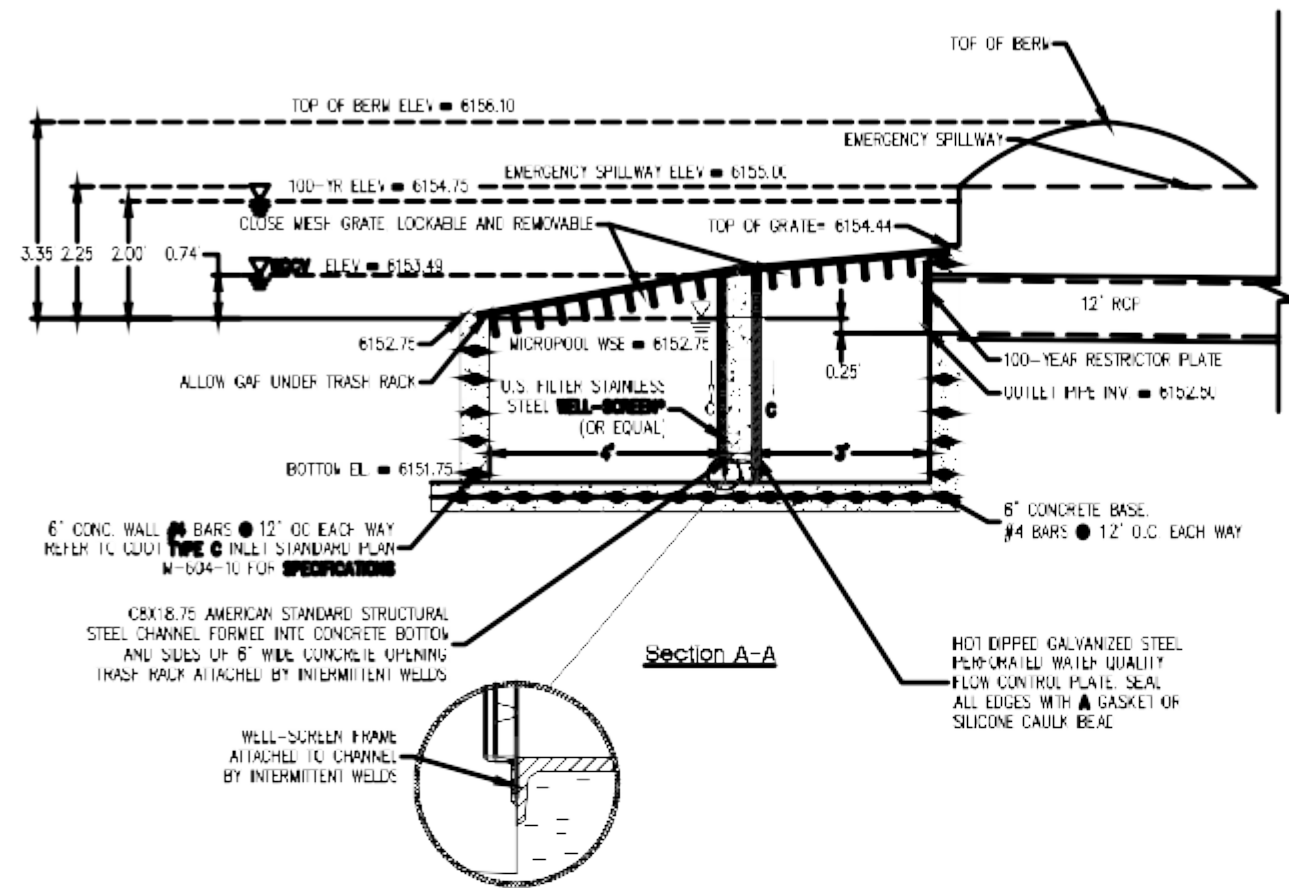 TOP OF BERM
TOP OF BERM ELEV = 6156.10
EMERGENCY SPILLWAY
EMERGENCY SPILLWAY ELEV = 6155.00
100-YR ELEV = 6154.75
CLOSE MESH GRATE, LOCKABLE AND REMOVABLE
TOP OF GRATE= 6154.44
3.35' 2.25' 2.00' 0.74'
ELEV = 6153.49
12" RCP
6152.75
MICROPOOL WSE = 6152.75
100-YEAR RESTRICTOR PLATE
0.25'
ALLOW GAP UNDER TRASH RACK
OUTLET PIPE INV. = 6152.50
U.S. FILTER STAINLESS
STEEL WELL-SCREEN
(OR EQUAL)
C C
4' 3'
BOTTOM EL. = 6151.75
6" CONC. WALL #4 BARS @ 12" OC EACH WAY
REFER TO CDOT TYPE C INLET STANDARD PLAN
M-604-10 FOR SPECIFICATIONS
6" CONCRETE BASE.
#4 BARS @ 12" O.C. EACH WAY
C8X18.75 AMERICAN STANDARD STRUCTURAL
STEEL CHANNEL FORMED INTO CONCRETE BOTTOM
AND SIDES OF 6" WIDE CONCRETE OPENING
TRASH RACK ATTACHED BY INTERMITTENT WELDS
Section A-A
HOT DIPPED GALVANIZED STEEL
PERFORATED WATER QUALITY
FLOW CONTROL PLATE. SEAL
ALL EDGES WITH A GASKET OR
SILICONE CAULK BEAD
WELL-SCREEN FRAME
ATTACHED TO CHANNEL
BY INTERMITTENT WELDS